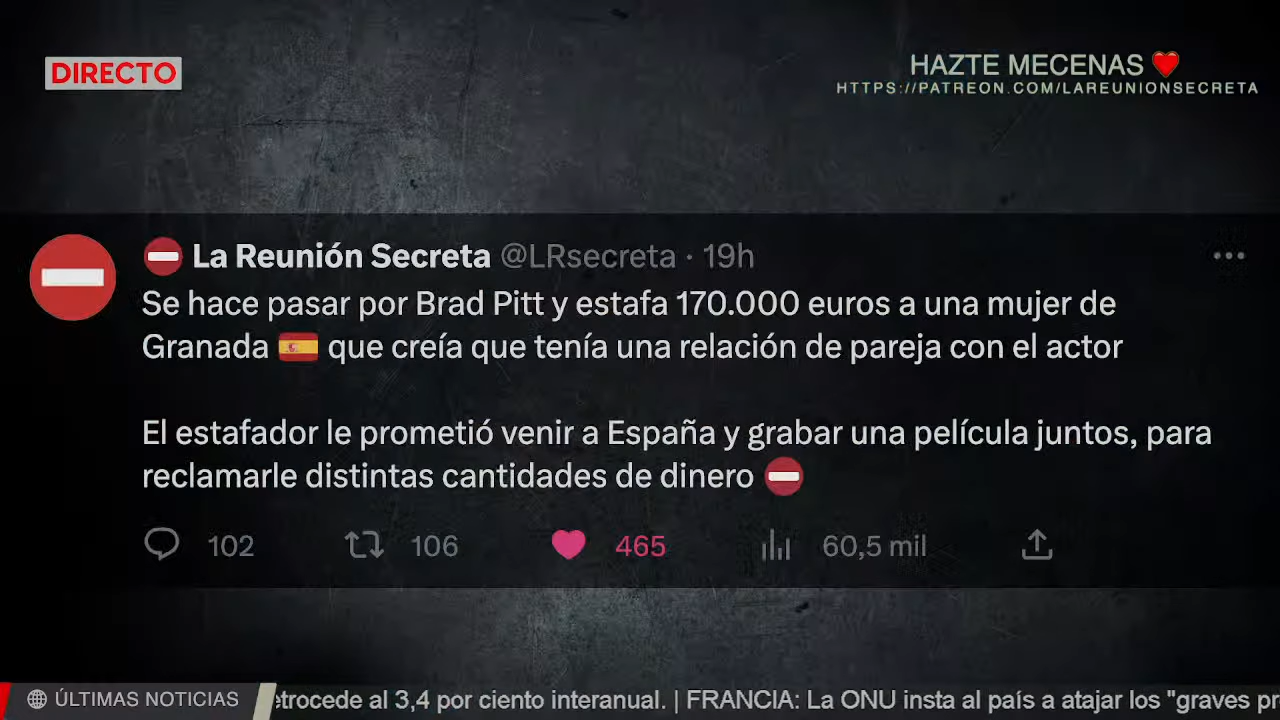 DIRECTO
HAZTE MECENAS ❤️
HTTPS://PATREON.COM/LAREUNIONSECRETA
⛔ La Reunión Secreta @LRsecreta · 19h
Se hace pasar por Brad Pitt y estafa 170.000 euros a una mujer de
Granada 🇪🇸 que creía que tenía una relación de pareja con el actor
El estafador le prometió venir a España y grabar una película juntos, para
reclamarle distintas cantidades de dinero ⛔
102 106 465 60,5 mil
ÚLTIMAS NOTICIAS etrocede al 3,4 por ciento interanual. | FRANCIA: La ONU insta al país a atajar los "graves pr